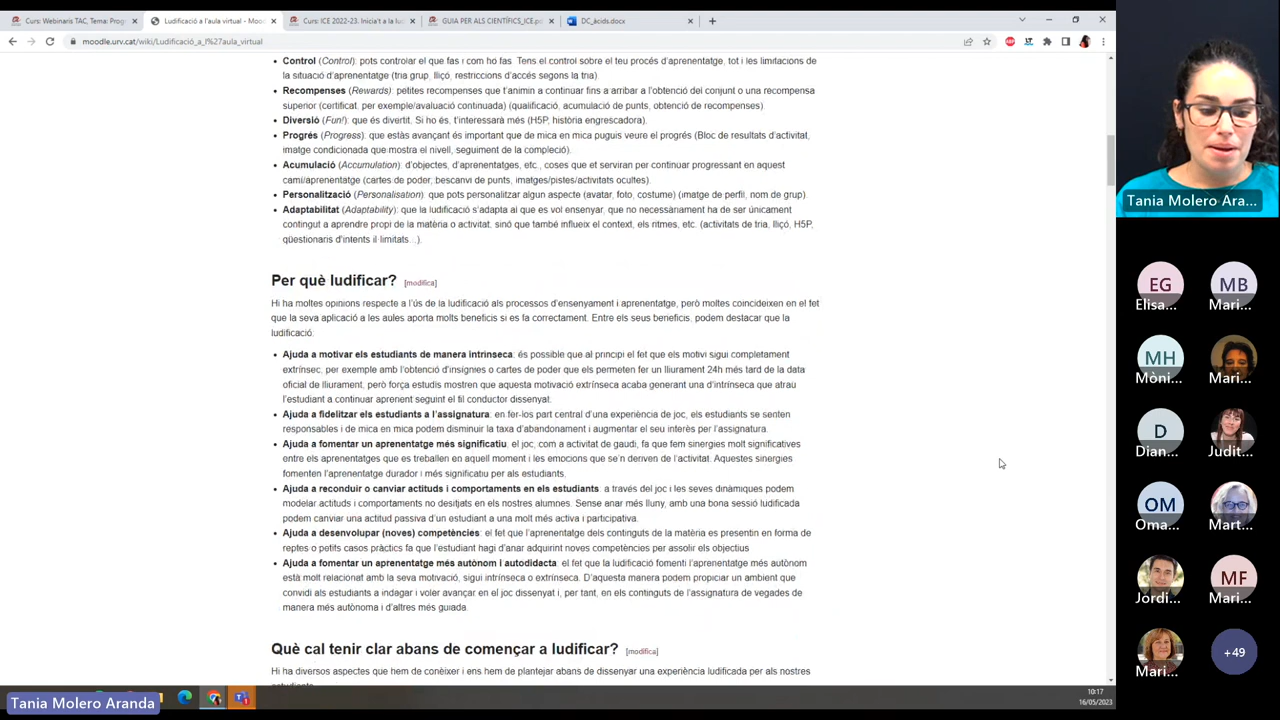 Curs: Webinaris TAC, Tema: Prog
Ludificació a l'aula virtual - Moo
Curs: ICE 2022-23. Inicia't a la lu
GUIA PER ALS CIENTÍFICS_ICE.p
DC_àcids.docx
moodle.urv.cat/wiki/Ludificació_a_l%27aula_virtual
Control (Control): pots controlar el que fas i com ho fas. Tens el control sobre el teu procés d'aprenentatge, tot i les limitacions de
la situació d'aprenentatge (tria grup, lliçó, restriccions d'accés segons la tria).
Recompenses (Rewards): petites recompenses que t'animin a continuar fins a arribar a l'obtenció del conjunt o una recompensa
superior (certificat, per exemple/avaluació continuada) (qualificació, acumulació de punts, obtenció de recompenses).
Diversió (Fun!): que és divertit. Si ho és, t'interessarà més (H5P, història engrescadora).
Progrés (Progress): que estàs avançant és important que de mica en mica puguis veure el progrés (Bloc de resultats d'activitat,
imatge condicionada que mostra el nivell, seguiment de la compleció).
Acumulació (Accumulation): d'objectes, d'aprenentatges, etc., coses que et serviran per continuar progressant en aquest
camí/aprenentatge (cartes de poder, bescanvi de punts, imatges/pistes/activitats ocultes).
Personalització (Personalisation): que pots personalitzar algun aspecte (avatar, foto, costume) (imatge de perfil, nom de grup).
Adaptabilitat (Adaptability): que la ludificació s'adapta al que es vol ensenyar, que no necessàriament ha de ser únicament
contingut a aprendre propi de la matèria o activitat, sinó que també influeix el context, els ritmes, etc. (activitats de tria, lliçó, H5P,
qüestionaris d'intents il·limitats...).
Per què ludificar? [modifica]
Hi ha moltes opinions respecte a l'ús de la ludificació als processos d'ensenyament i aprenentatge, però moltes coincideixen en el fet
que la seva aplicació a les aules aporta molts beneficis si es fa correctament. Entre els seus beneficis, podem destacar que la
ludificació:
Ajuda a motivar els estudiants de manera intrínseca: és possible que al principi el fet que els motivi sigui completament
extrínsec, per exemple amb l'obtenció d'insígnies o cartes de poder que els permeten fer un lliurament 24h més tard de la data
oficial de lliurament, però força estudis mostren que aquesta motivació extrínseca acaba generant una d'intrínseca que atrau
l'estudiant a continuar aprenent seguint el fil conductor dissenyat.
Ajuda a fidelitzar els estudiants a l'assignatura: en fer-los part central d'una experiència de joc, els estudiants se senten
responsables i de mica en mica podem disminuir la taxa d'abandonament i augmentar el seu interès per l'assignatura.
Ajuda a fomentar un aprenentatge més significatiu: el joc, com a activitat de gaudi, fa que fem sinergies molt significatives
entre els aprenentatges que es treballen en aquell moment i les emocions que se'n deriven de l'activitat. Aquestes sinergies
fomenten l'aprenentatge durador i més significatiu per als estudiants.
Ajuda a reconduir o canviar actituds i comportaments en els estudiants: a través del joc i les seves dinàmiques podem
modelar actituds i comportaments no desitjats en els nostres alumnes. Sense anar més lluny, amb una bona sessió ludificada
podem canviar una actitud passiva d'un estudiant a una molt més activa i participativa.
Ajuda a desenvolupar (noves) competències: el fet que l'aprenentatge dels continguts de la matèria es presentin en forma de
reptes o petits casos pràctics fa que l'estudiant hagi d'anar adquirint noves competències per assolir els objectius
Ajuda a fomentar un aprenentatge més autònom i autodidacta: el fet que la ludificació fomenti l'aprenentatge més autònom
està molt relacionat amb la seva motivació, sigui intrínseca o extrínseca. D'aquesta manera podem propiciar un ambient que
convidi als estudiants a indagar i voler avançar en el joc dissenyat i, per tant, en els continguts de l'assignatura de vegades de
manera més autònoma i d'altres més guiada.
Què cal tenir clar abans de començar a ludificar? [modifica]
Hi ha diversos aspectes que hem de conèixer i ens hem de plantejar abans de dissenyar una experiència ludificada per als nostres
estudiants.
10:17
16/05/2023
Tania Molero Aranda
Tania Molero Ara...
EG
Elisa...
MB
Mari...
MH
Mòni...
Mari...
D
Dian...
Judit...
OM
Oma...
Mart...
Jordi...
MF
Mari...
Mari...
+49